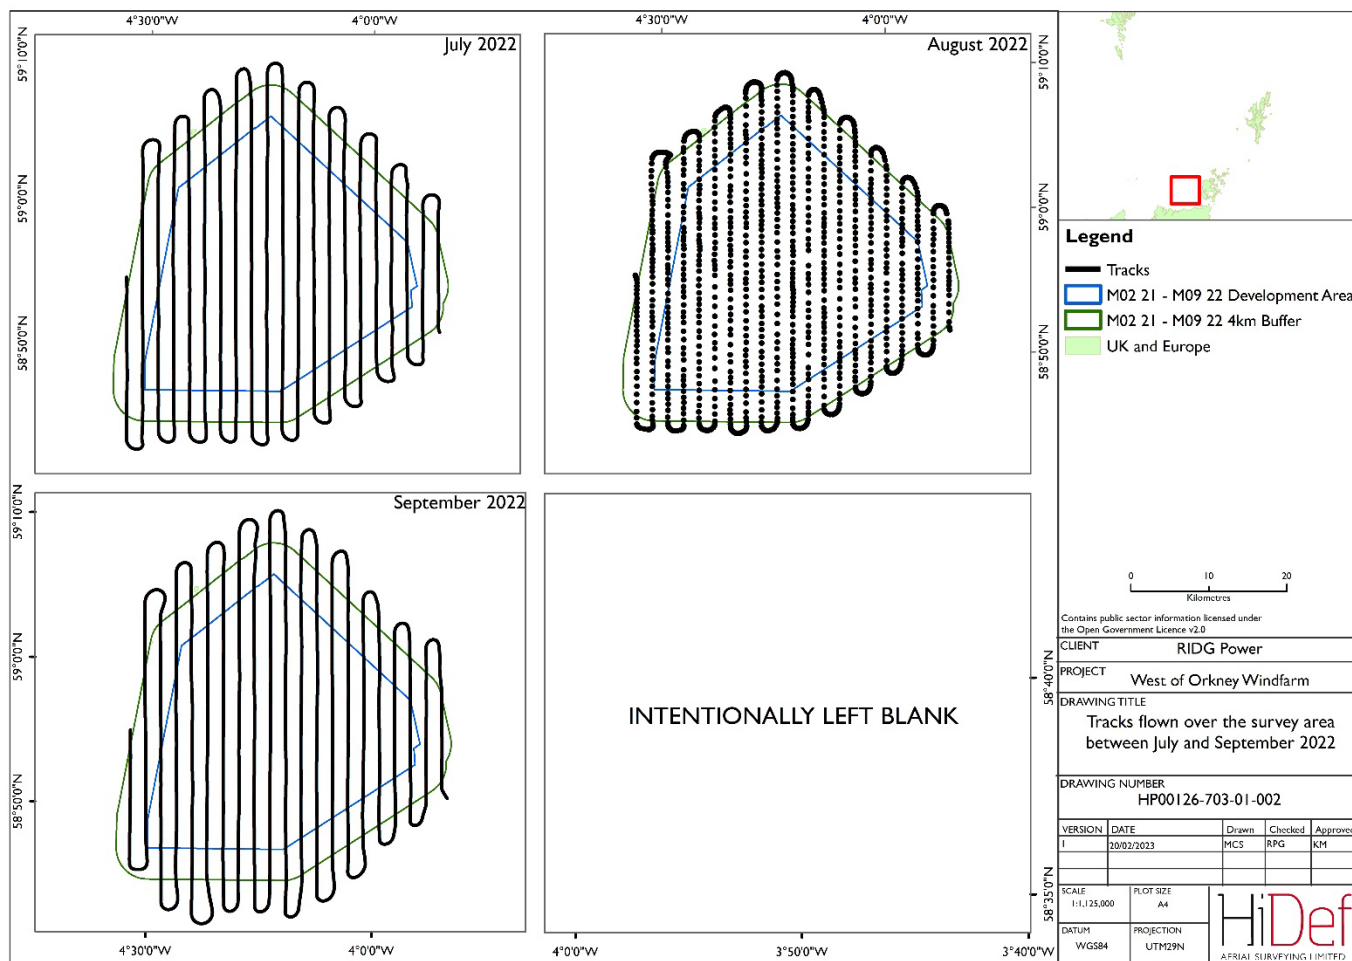 4°30'0"W 4°0'0"W
4°30'0"W 4°0'0"W
July 2022
August 2022
59°10'0"N
59°0'0"N
58°50'0"N
59°10'0"N
59°0'0"N
58°50'0"N
September 2022
59°10'0"N
59°0'0"N
58°50'0"N
4°30'0"W 4°0'0"W
INTENTIONALLY LEFT BLANK
58°40'0"N
58°35'0"N
4°0'0"W 3°50'0"W 3°40'0"W
Legend
Tracks
M02 21 - M09 22 Development Area
M02 21 - M09 22 4km Buffer
UK and Europe
0 10 20
Kilometres
Contains public sector information licensed under
the Open Government Licence v2.0
CLIENT RIDG Power
PROJECT West of Orkney Windfarm
DRAWING TITLE
Tracks flown over the survey area
between July and September 2022
DRAWING NUMBER
HP00126-703-01-002
VERSION DATE Drawn Checked Approved
1 20/02/2023 MCS RPG KM
SCALE PLOT SIZE
1:1,125,000 A4
DATUM PROJECTION
WGS84 UTM29N
HiDef
AERIAL SURVEYING LIMITED